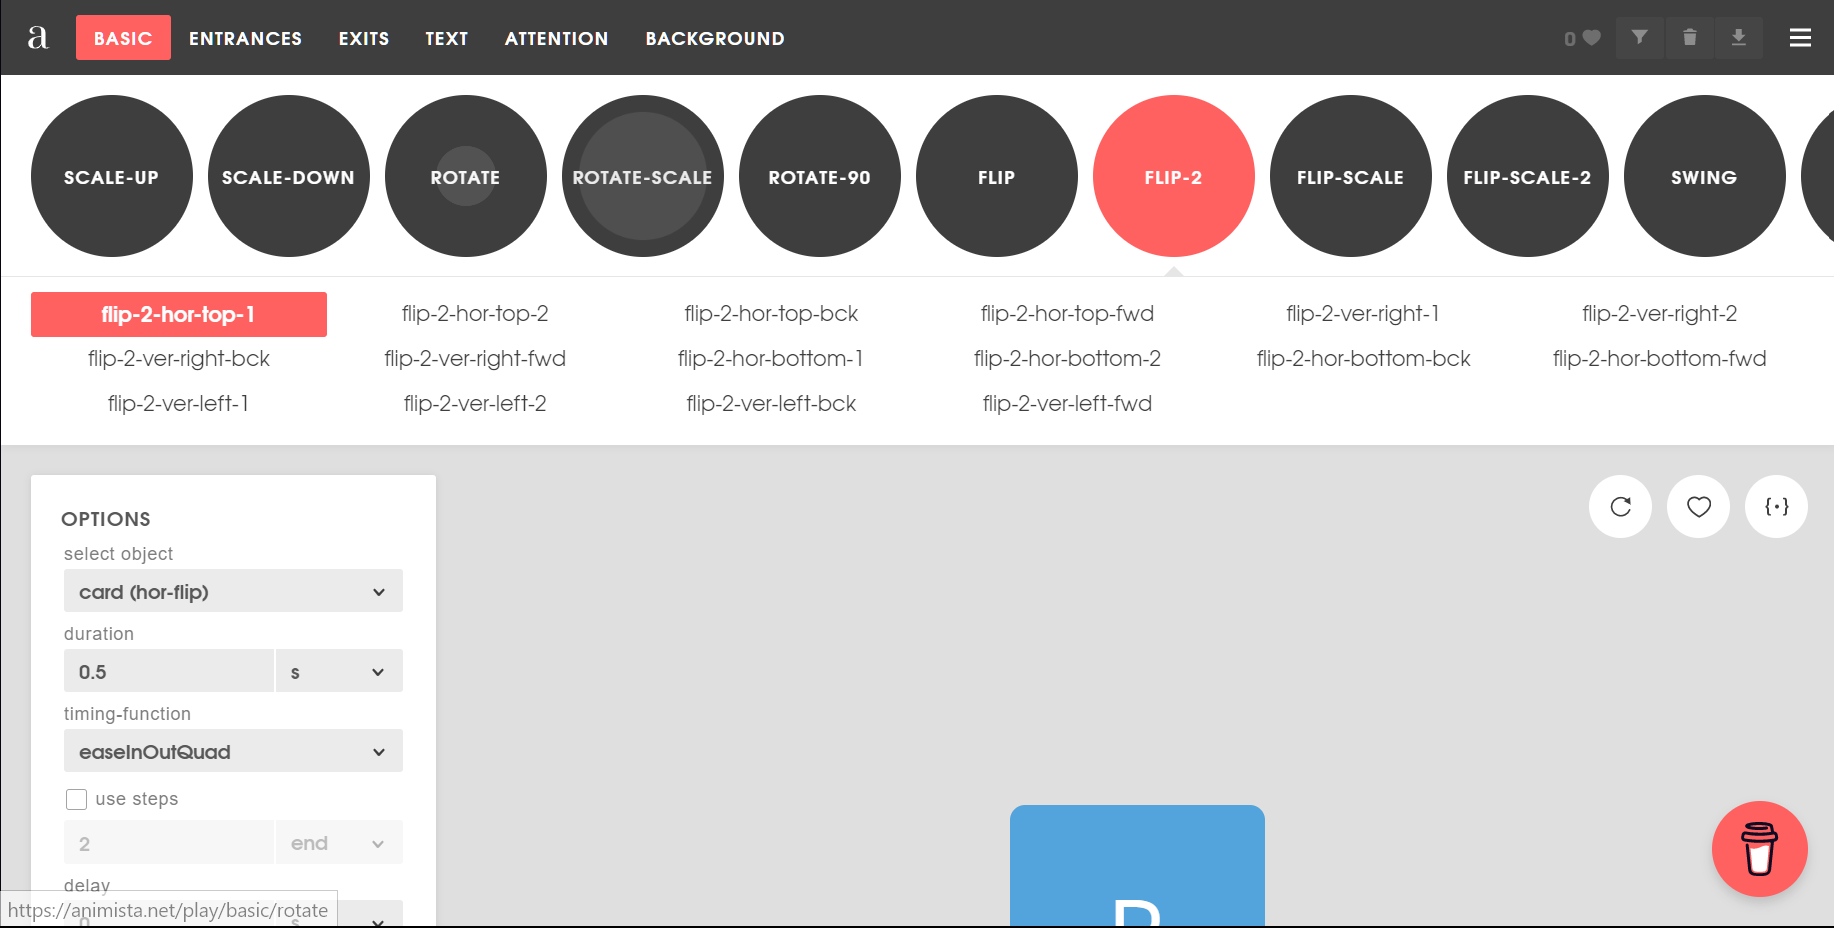 a BASIC ENTRANCES EXITS TEXT ATTENTION BACKGROUND 0
SCALE-UP SCALE-DOWN ROTATE ROTATE-SCALE ROTATE-90 FLIP FLIP-2 FLIP-SCALE FLIP-SCALE-2 SWING
flip-2-hor-top-1 flip-2-hor-top-2 flip-2-hor-top-bck flip-2-hor-top-fwd flip-2-ver-right-1 flip-2-ver-right-2
flip-2-ver-right-bck flip-2-ver-right-fwd flip-2-hor-bottom-1 flip-2-hor-bottom-2 flip-2-hor-bottom-bck flip-2-hor-bottom-fwd
flip-2-ver-left-1 flip-2-ver-left-2 flip-2-ver-left-bck flip-2-ver-left-fwd
OPTIONS
select object
card (hor-flip)
duration
0.5 s
timing-function
easeInOutQuad
use steps
2 end
delay
https://animista.net/play/basic/rotate